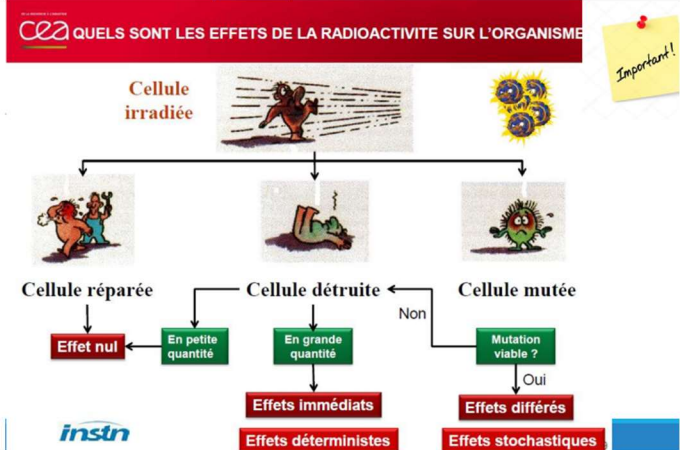 cea
QUELS SONT LES EFFETS DE LA RADIOACTIVITE SUR L'ORGANISME
Important!
Cellule
irradiée
Cellule réparée
Cellule détruite
Cellule mutée
Non
Effet nul
En petite
quantité
En grande
quantité
Mutation
viable ?
Oui
Effets immédiats
Effets différés
instn
Effets déterministes
Effets stochastiques